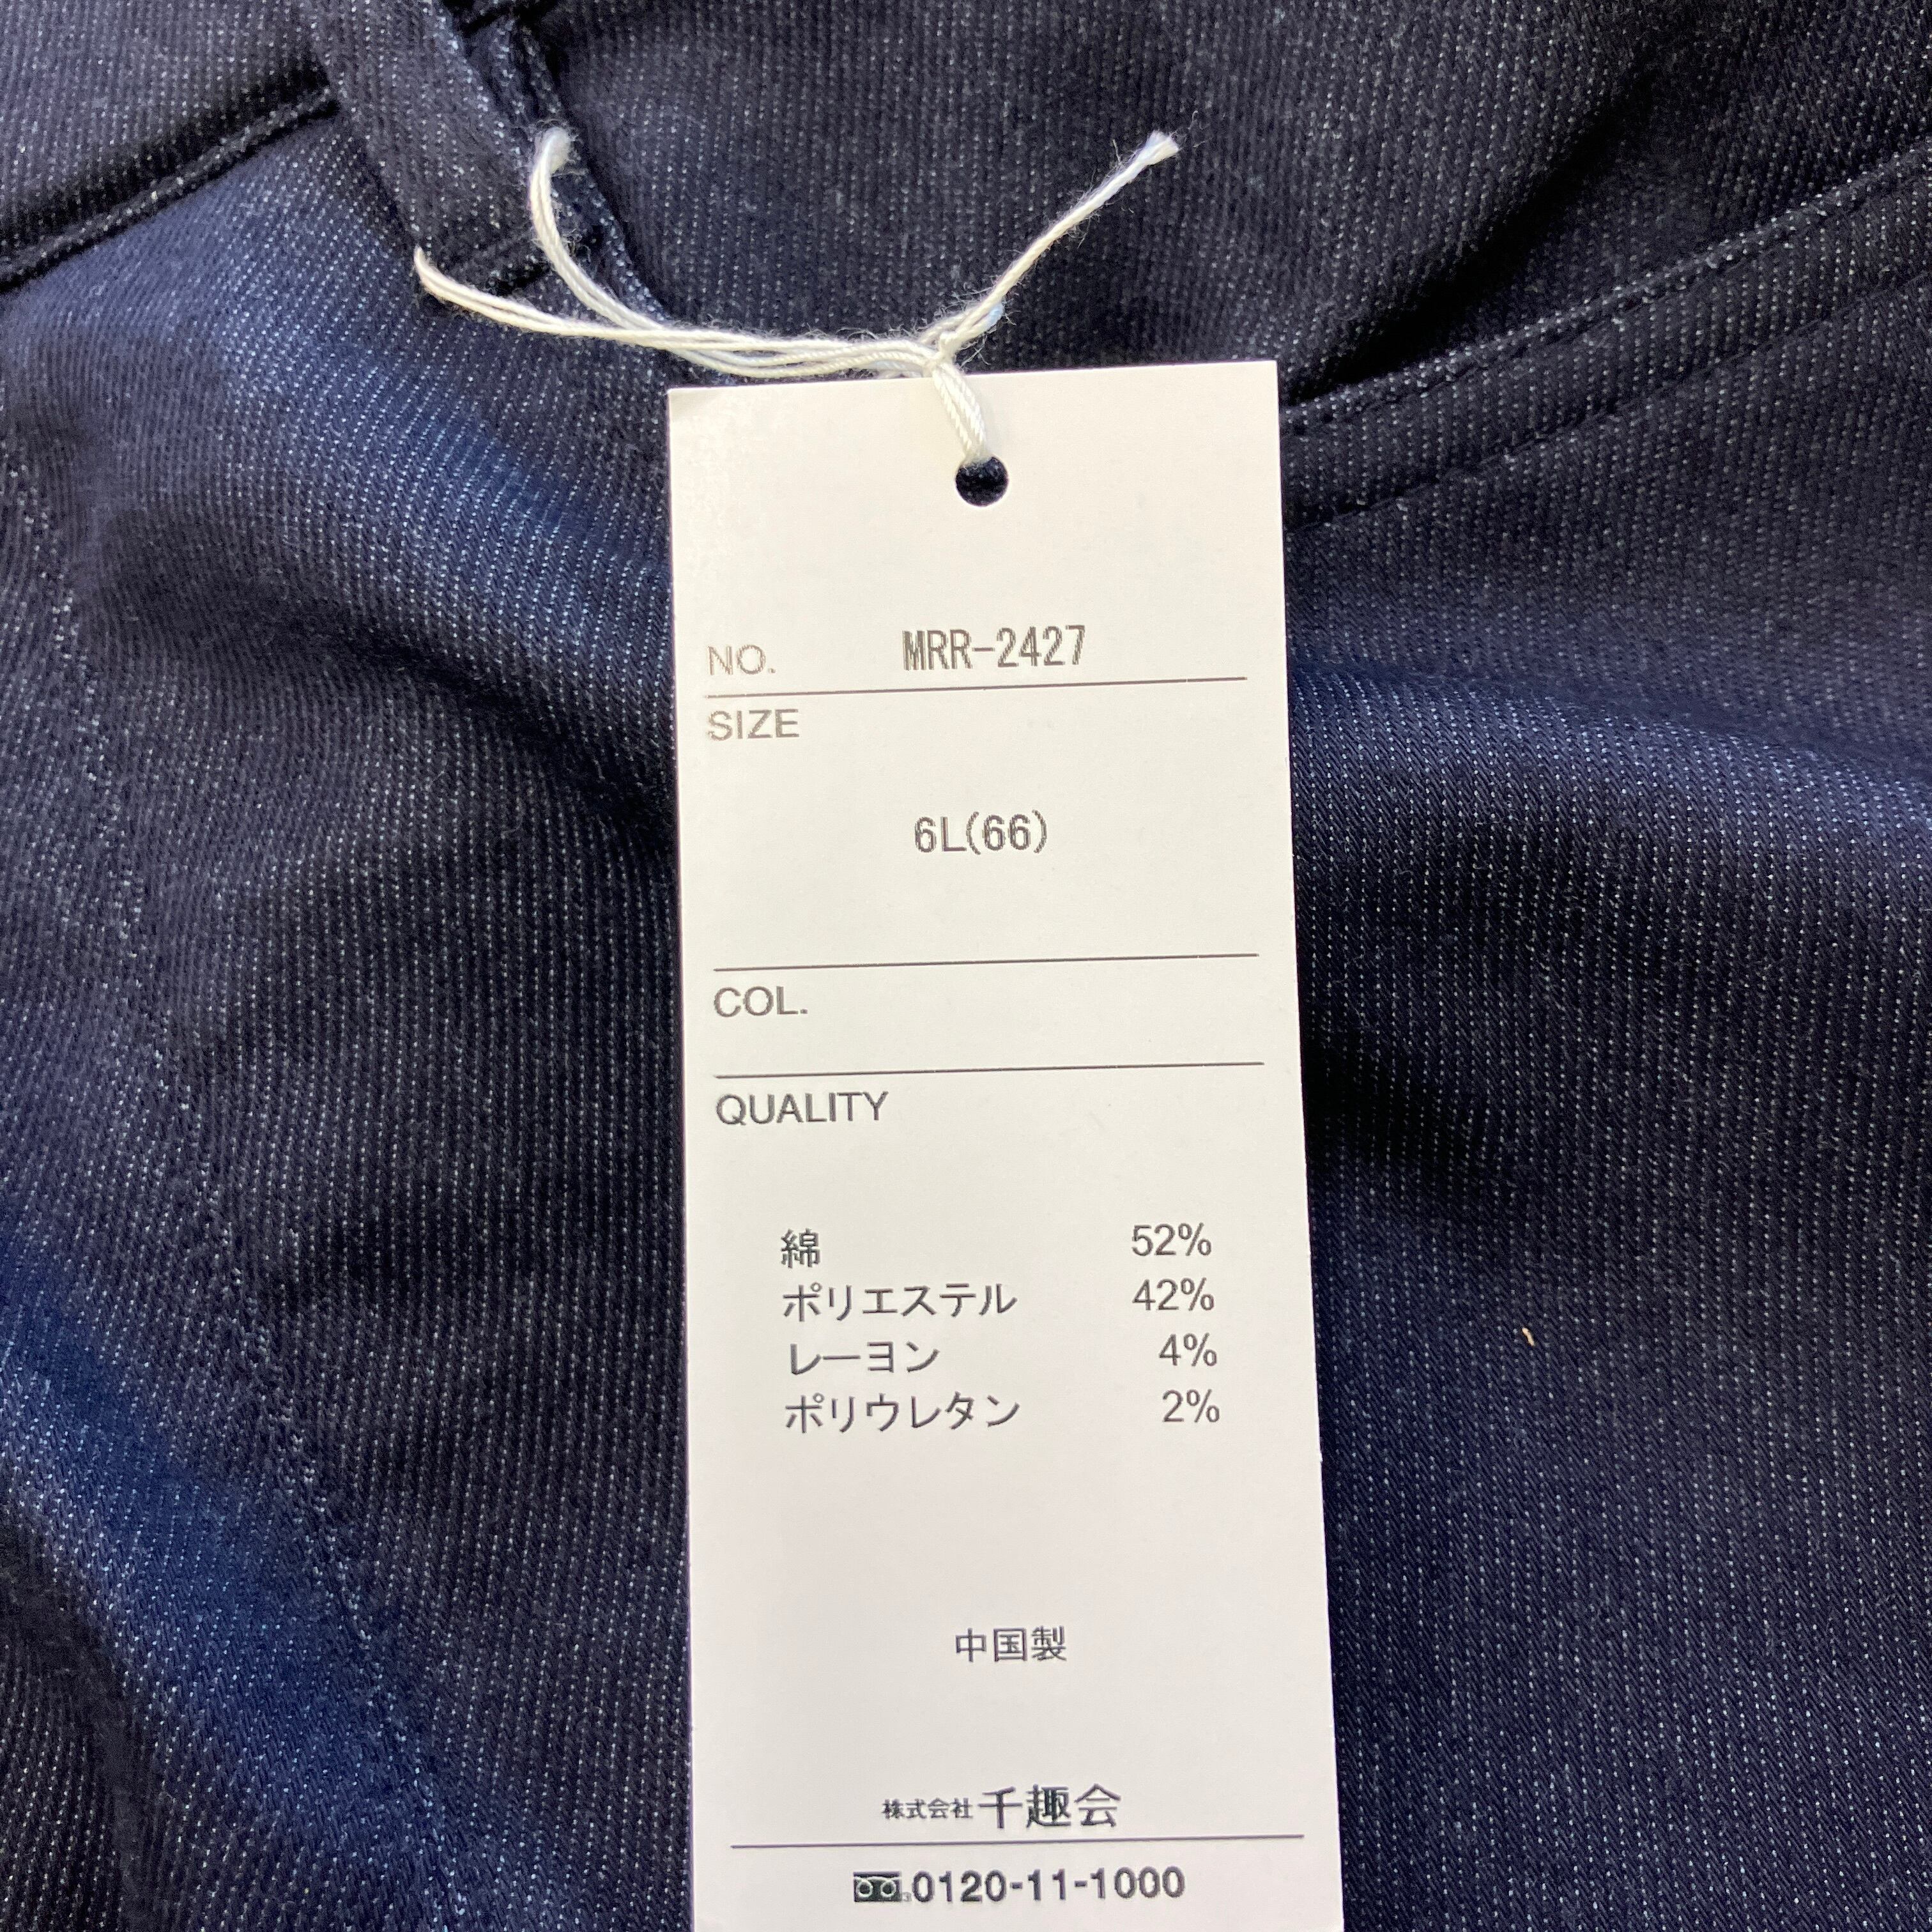 NO. MRR-2427
SIZE
6L(66)
COL.
QUALITY
綿 52%
ポリエステル 42%
レーヨン 4%
ポリウレタン 2%
中国製
株式会社千趣会
0120-11-1000